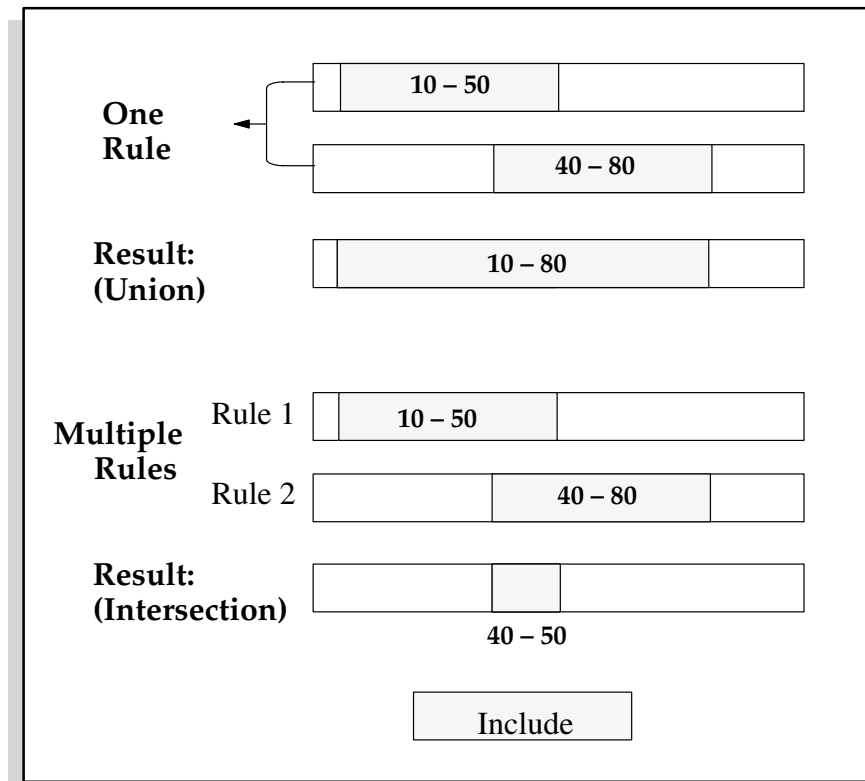 10 – 50
One
Rule
40 – 80
Result:
(Union)
10 – 80
Rule 1
10 – 50
Multiple
Rules
Rule 2
40 – 80
Result:
(Intersection)
40 – 50
Include